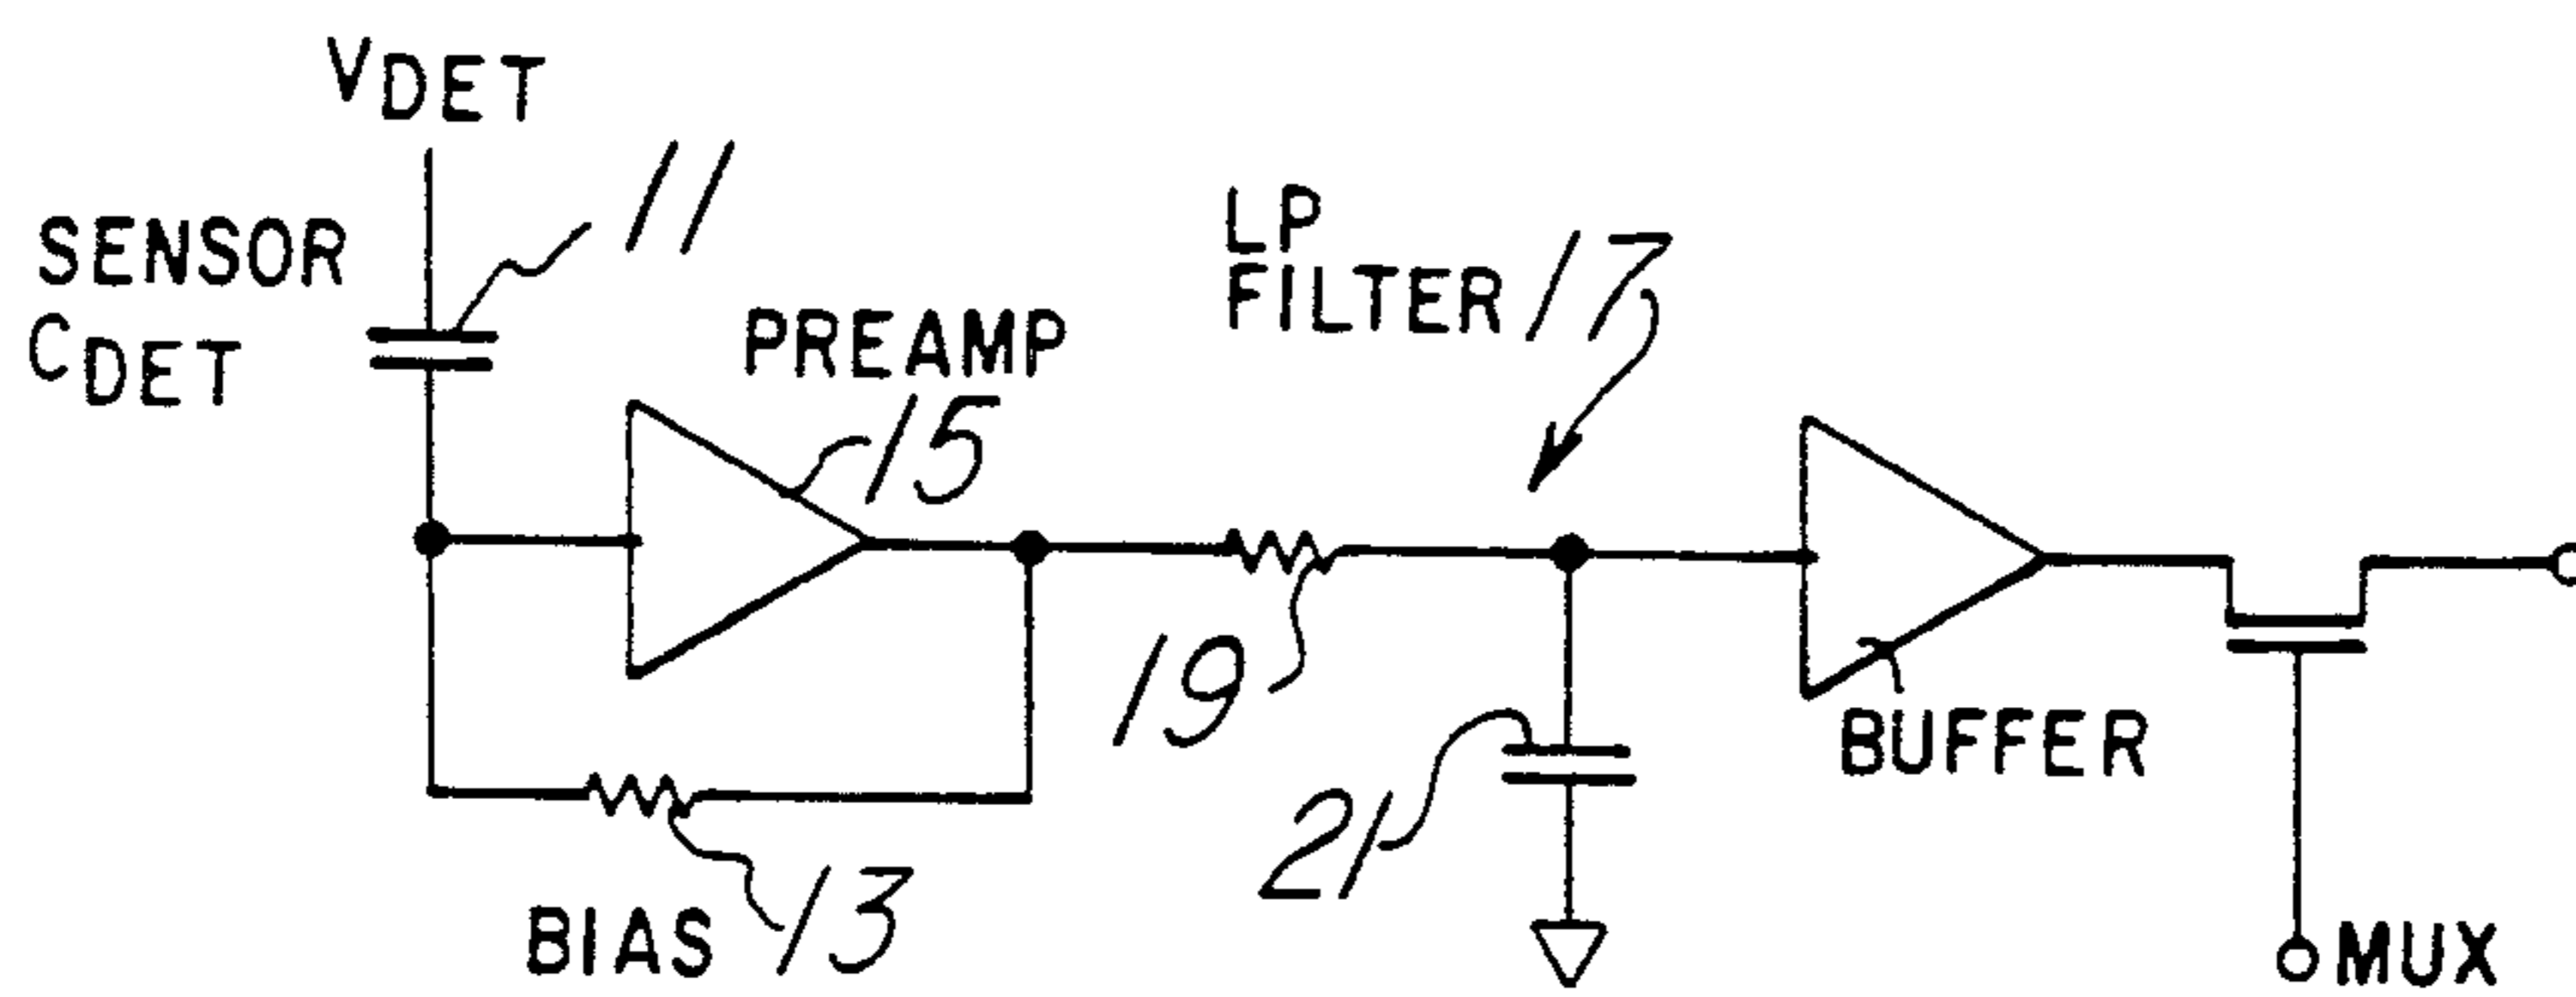 VDET
SENSOR
CDET
11
PREAMP
15
LP
FILTER 17
19
21
BUFFER
BIAS 13
MUX